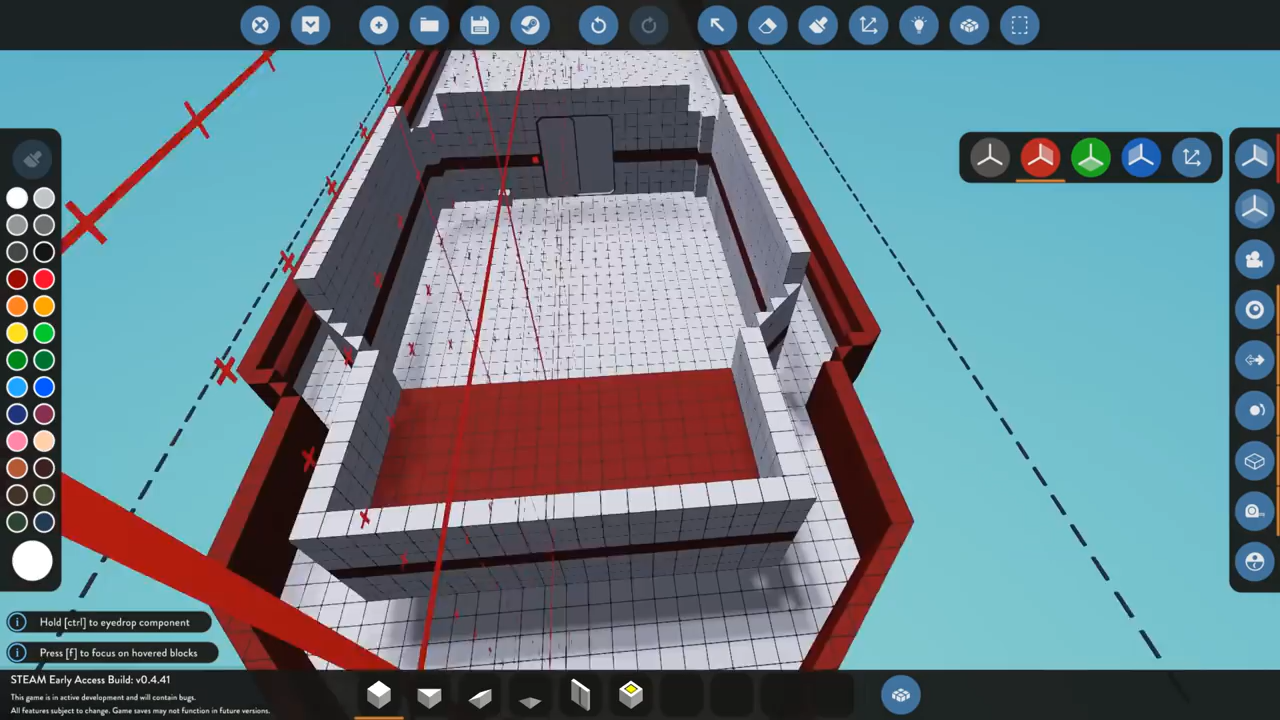 Hold [ctrl] to eyedrop component
Press [f] to focus on hovered blocks
STEAM Early Access Build: v0.4.41
This game is in active development and will contain bugs.
All features subject to change. Game saves may not function in future versions.